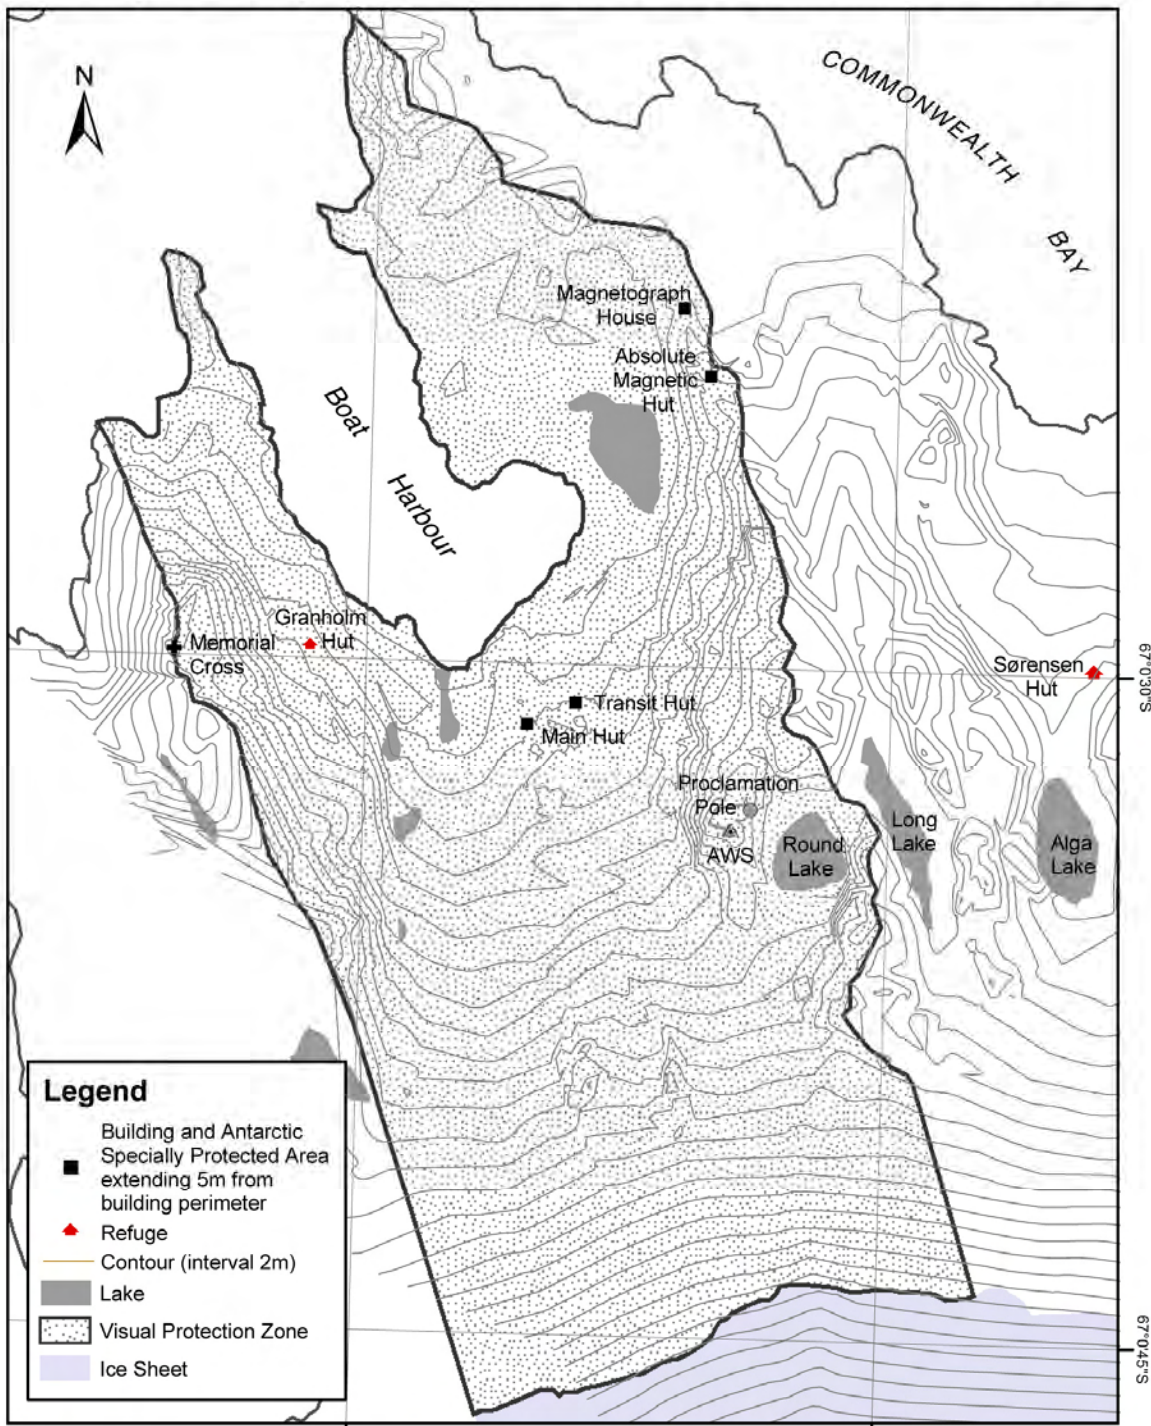 N
COMMONWEALTH
BAY
Magnetograph
House
Absolute
Magnetic
Hut
Boat
Harbour
Granholm
Hut
Memorial
Cross
Sørensen
Hut
67°0'30"S
Transit Hut
Main Hut
Proclamation
Pole
AWS
Round
Lake
Long
Lake
Alga
Lake
Legend
Building and Antarctic
Specially Protected Area
extending 5m from
building perimeter
Refuge
Contour (interval 2m)
Lake
Visual Protection Zone
Ice Sheet
67°0'45"S